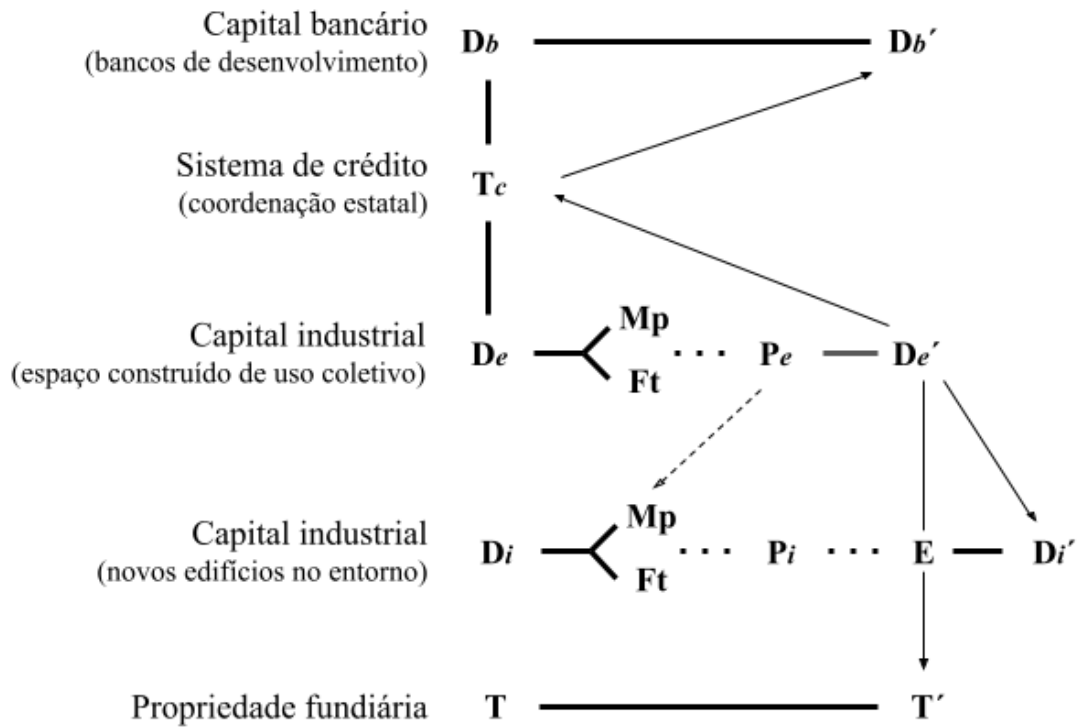 Capital bancário
(bancos de desenvolvimento)
Db Db´
Sistema de crédito
(coordenação estatal)
Tc
Capital industrial
(espaço construído de uso coletivo)
De Mp Ft . . . Pe De´
Capital industrial
(novos edifícios no entorno)
Di Mp Ft . . . Pi . . . E Di´
Propriedade fundiária
T T´